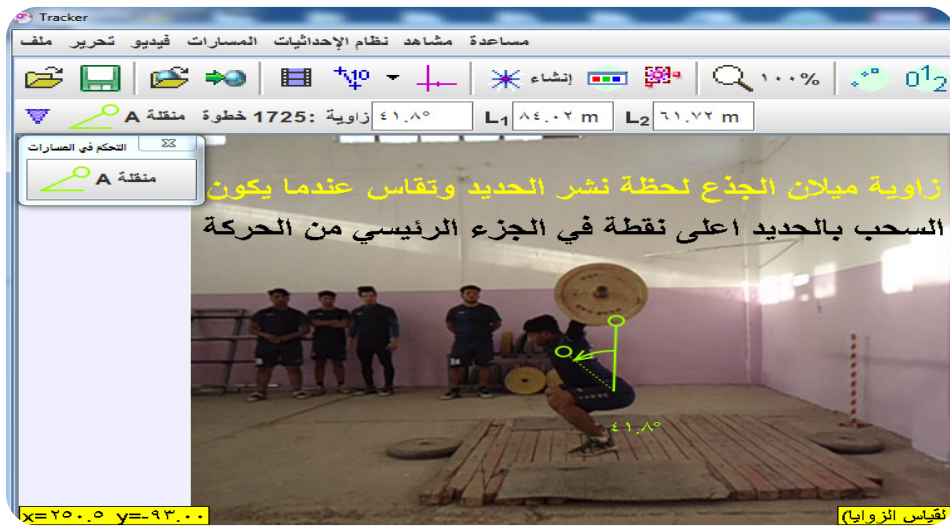 Tracker
ملف تحرير فيديو المسارات نظام الإحداثيات مشاهد مساعدة
إنشاء ١٠٠%
منقلة A خطوة 1725: زاوية ٤١.٨° L1 ٨٤.٠٢ m L2 ٦١.٧٢ m
التحكم في المسارات
منقلة A
زاوية ميلان الجذع لحظة نشر الحديد وتقاس عندما يكون
السحب بالحديد اعلى نقطة في الجزء الرئيسي من الحركة
٤١.٨°
x=٢٥٠.٥ y=-٩٣.٠٠
لقياس الزوايا)